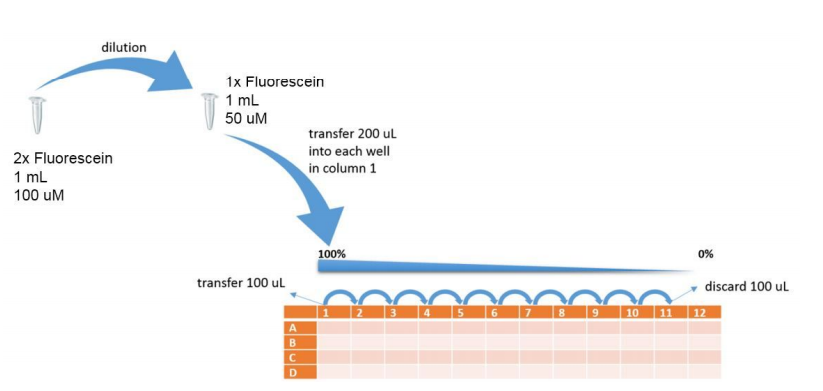 dilution
2x Fluorescein
1 mL
100 uM
1x Fluorescein
1 mL
50 uM
transfer 200 uL
into each well
in column 1
100%
0%
transfer 100 uL
discard 100 uL
1 2 3 4 5 6 7 8 9 10 11 12
A
B
C
D